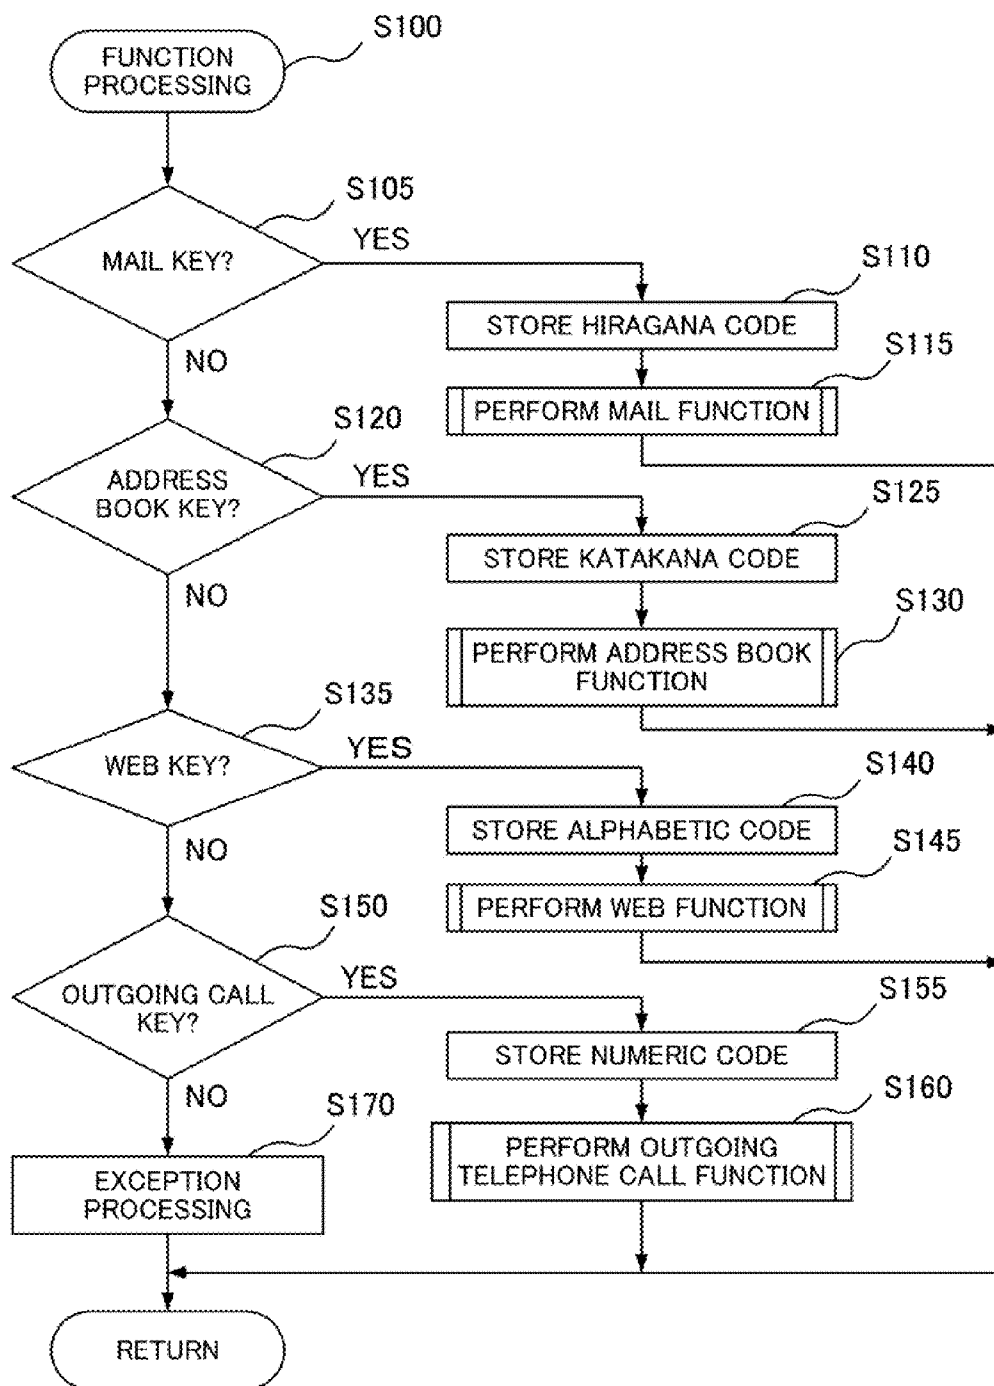 S100
FUNCTION
PROCESSING
S105
MAIL KEY?
YES
NO
S110
STORE HIRAGANA CODE
S115
PERFORM MAIL FUNCTION
S120
ADDRESS
BOOK KEY?
YES
NO
S125
STORE KATAKANA CODE
S130
PERFORM ADDRESS BOOK
FUNCTION
S135
WEB KEY?
YES
NO
S140
STORE ALPHABETIC CODE
S145
PERFORM WEB FUNCTION
S150
OUTGOING CALL
KEY?
YES
NO
S155
STORE NUMERIC CODE
S160
PERFORM OUTGOING
TELEPHONE CALL FUNCTION
S170
EXCEPTION
PROCESSING
RETURN